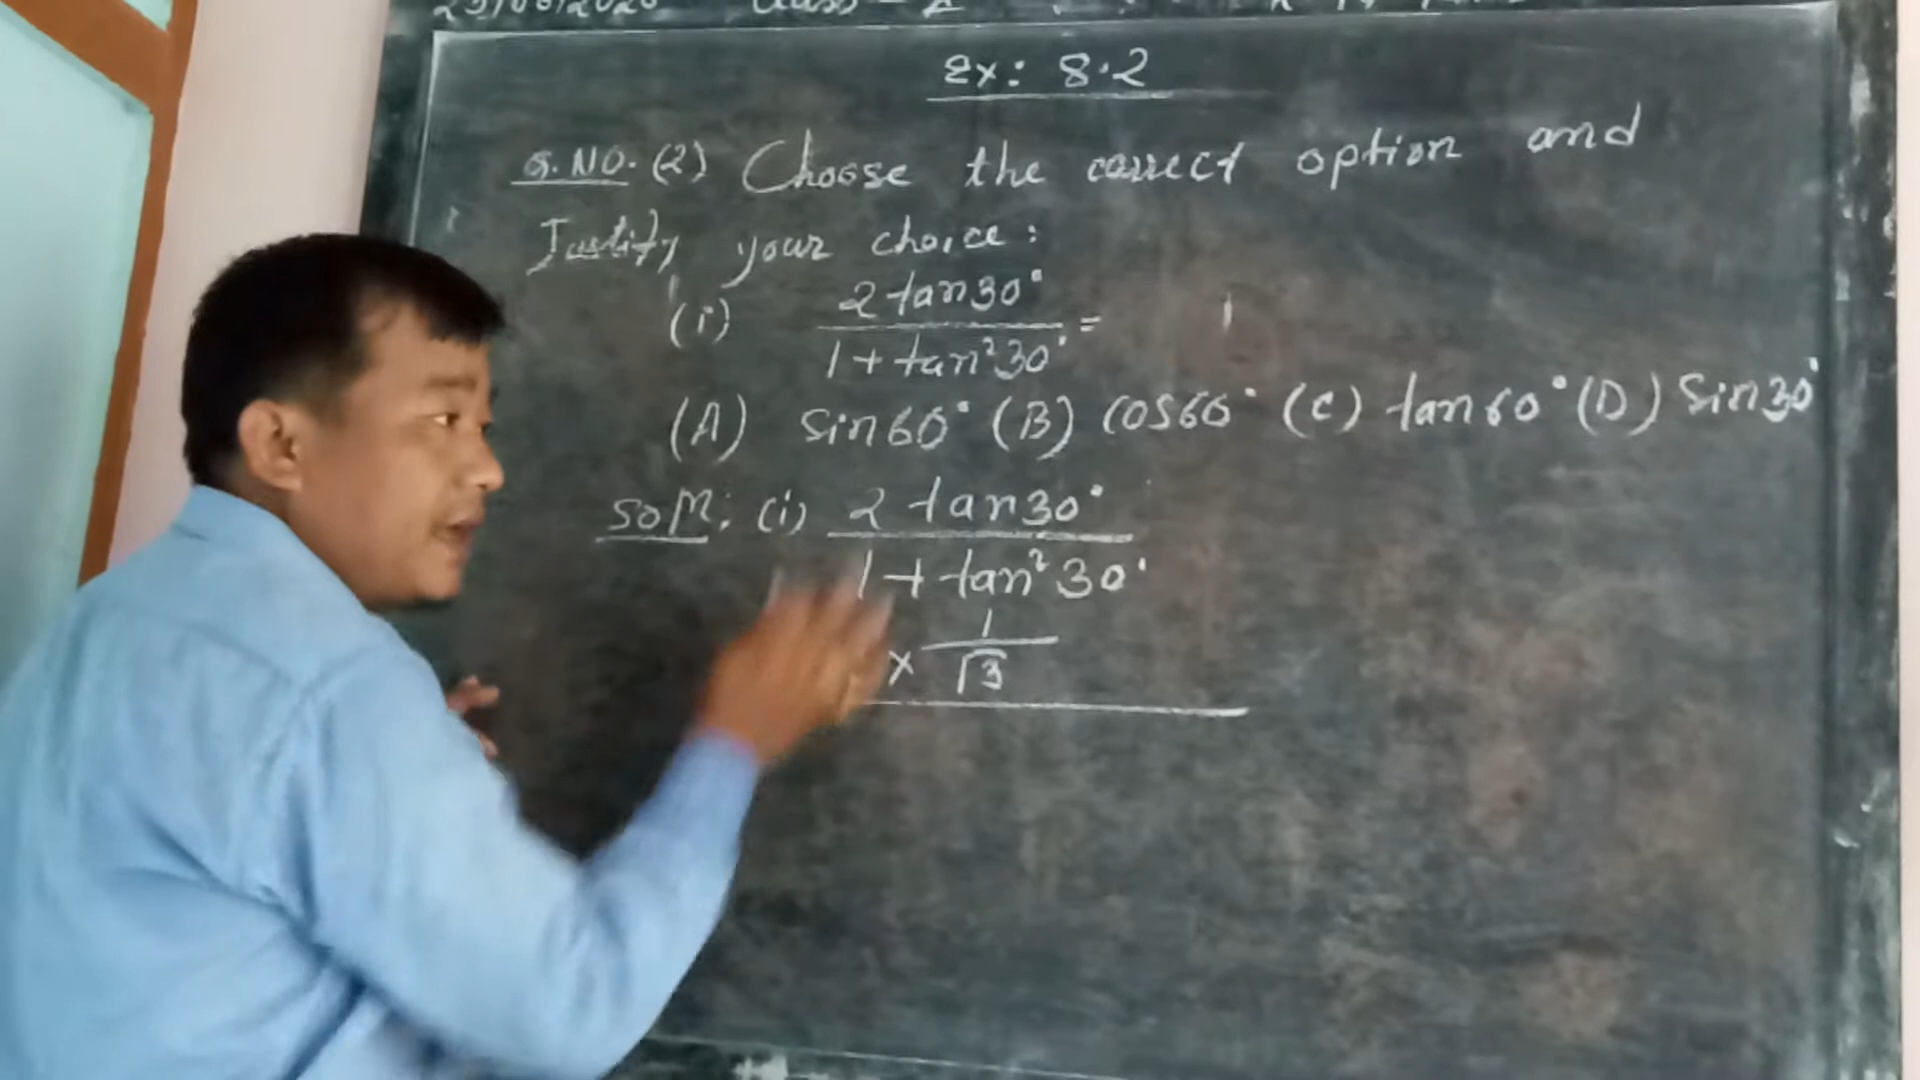 Ex: 8.2
Q. NO. (2) Choose the correct option and
Justify your choice:
(i) 2 tan30° / 1 + tan²30° =
(A) sin60° (B) cos60° (C) tan60° (D) Sin30°
Soln: (i) 2 tan30° / 1 + tan²30°
× 1/√3